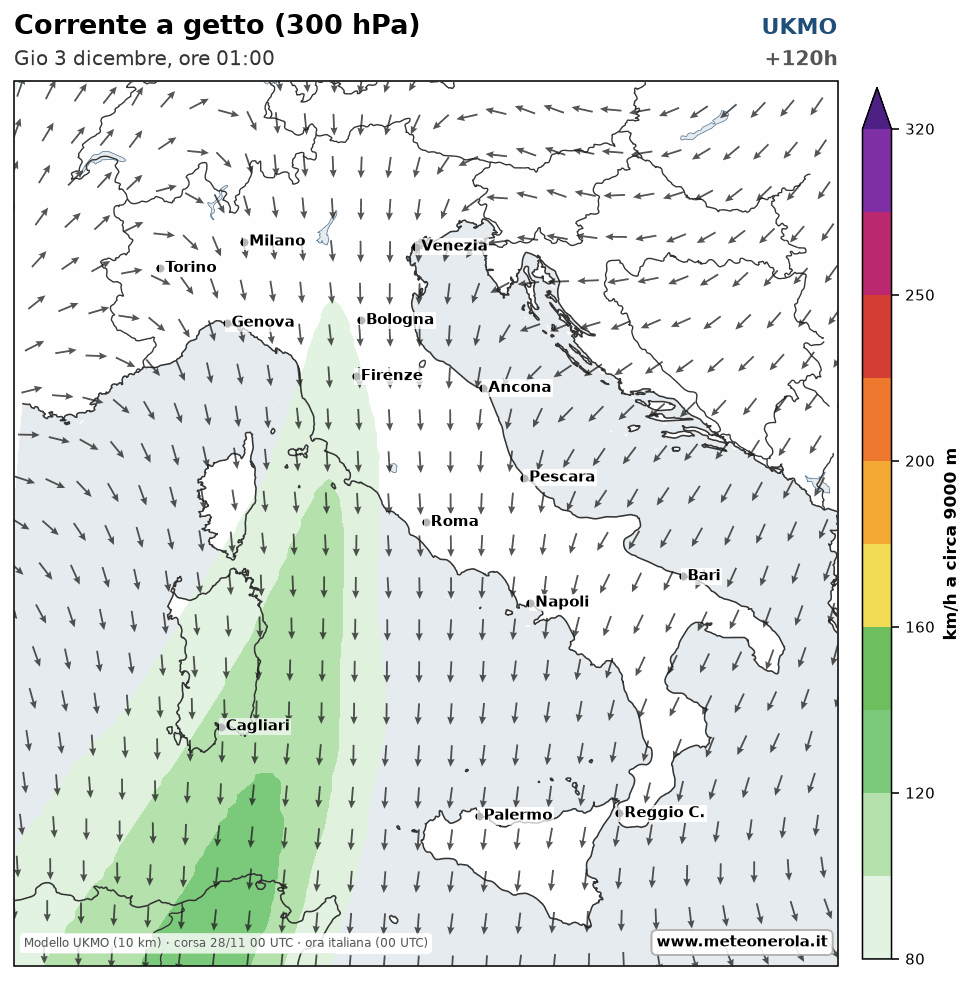 Corrente a getto (300 hPa)
UKMO
Gio 3 dicembre, ore 01:00
+120h
320
Milano
Venezia
Torino
250
Genova
Bologna
Firenze
Ancona
200
Pescara
Roma
km/h a circa 9000 m
Bari
Napoli
160
Cagliari
120
Palermo
Reggio C.
Modello UKMO (10 km) · corsa 28/11 00 UTC · ora italiana (00 UTC)
www.meteonerola.it
80